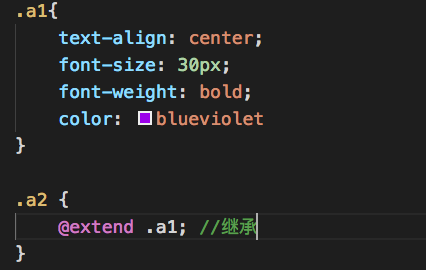 .a1{
    text-align: center;
    font-size: 30px;
    font-weight: bold;
    color: blueviolet
}

.a2 {
    @extend .a1; //继承
}